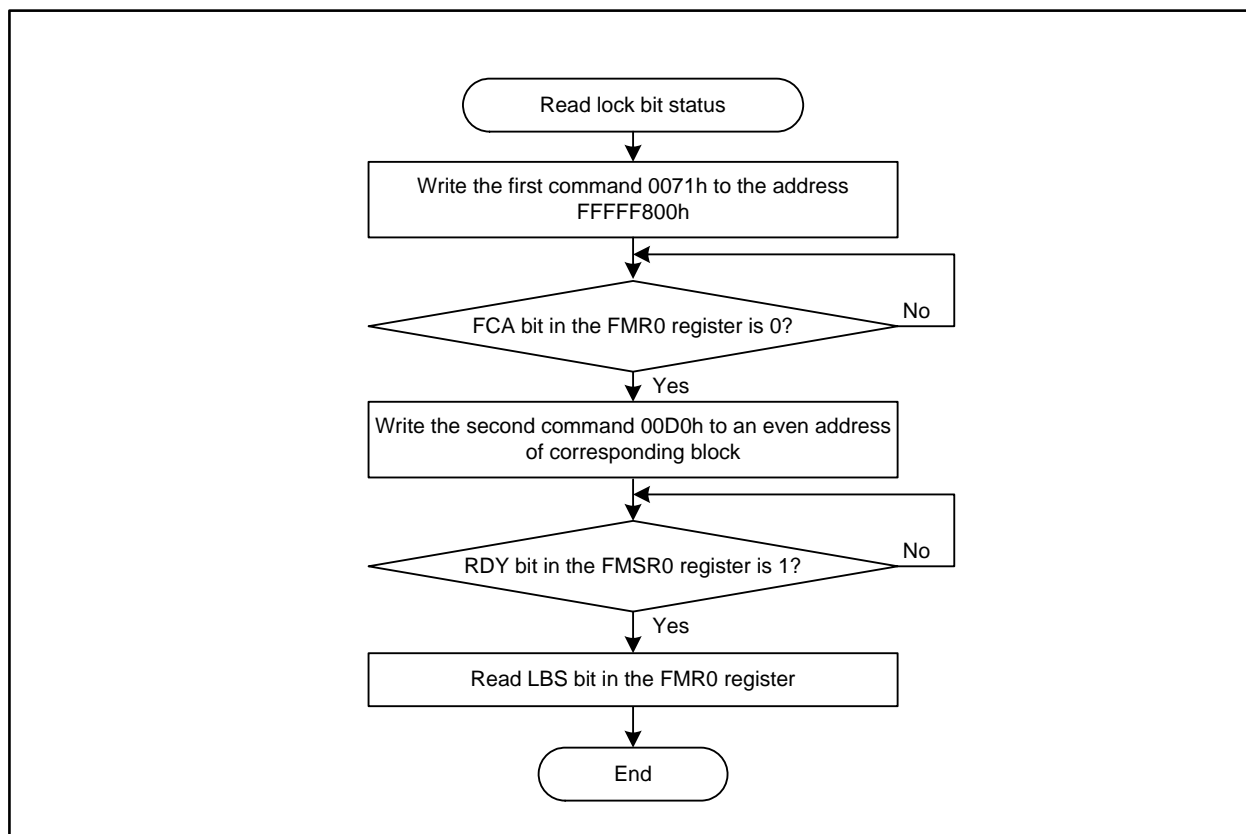 Read lock bit status
Write the first command 0071h to the address
FFFFF800h
FCA bit in the FMR0 register is 0?
No
Yes
Write the second command 00D0h to an even address
of corresponding block
RDY bit in the FMSR0 register is 1?
No
Yes
Read LBS bit in the FMR0 register
End